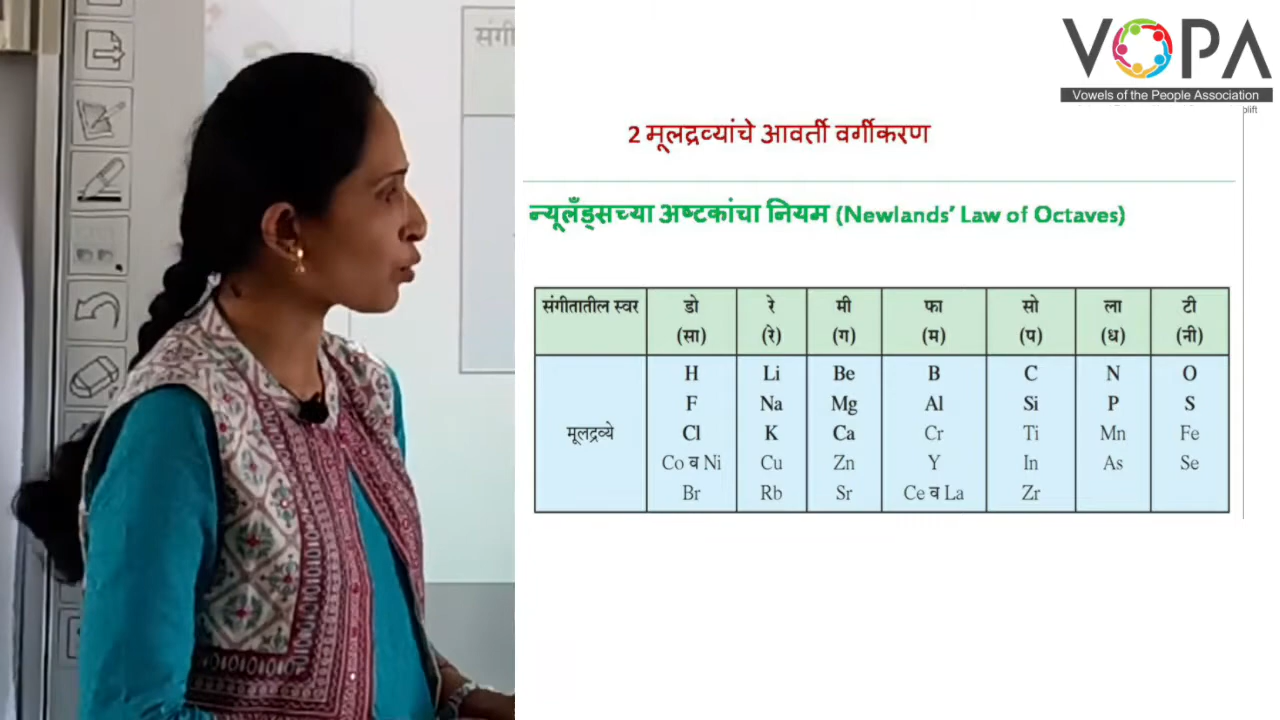 VOPA
Vowels of the People Association
2 मूलद्रव्यांचे आवर्ती वर्गीकरण
न्यूलँड्सच्या अष्टकांचा नियम (Newlands’ Law of Octaves)
संगीतातील स्वर डो रे मी फा सो ला टी
(सा) (रे) (ग) (म) (प) (ध) (नी)
H Li Be B C N O
F Na Mg Al Si P S
मूलद्रव्ये Cl K Ca Cr Ti Mn Fe
Co व Ni Cu Zn Y In As Se
Br Rb Sr Ce व La Zr